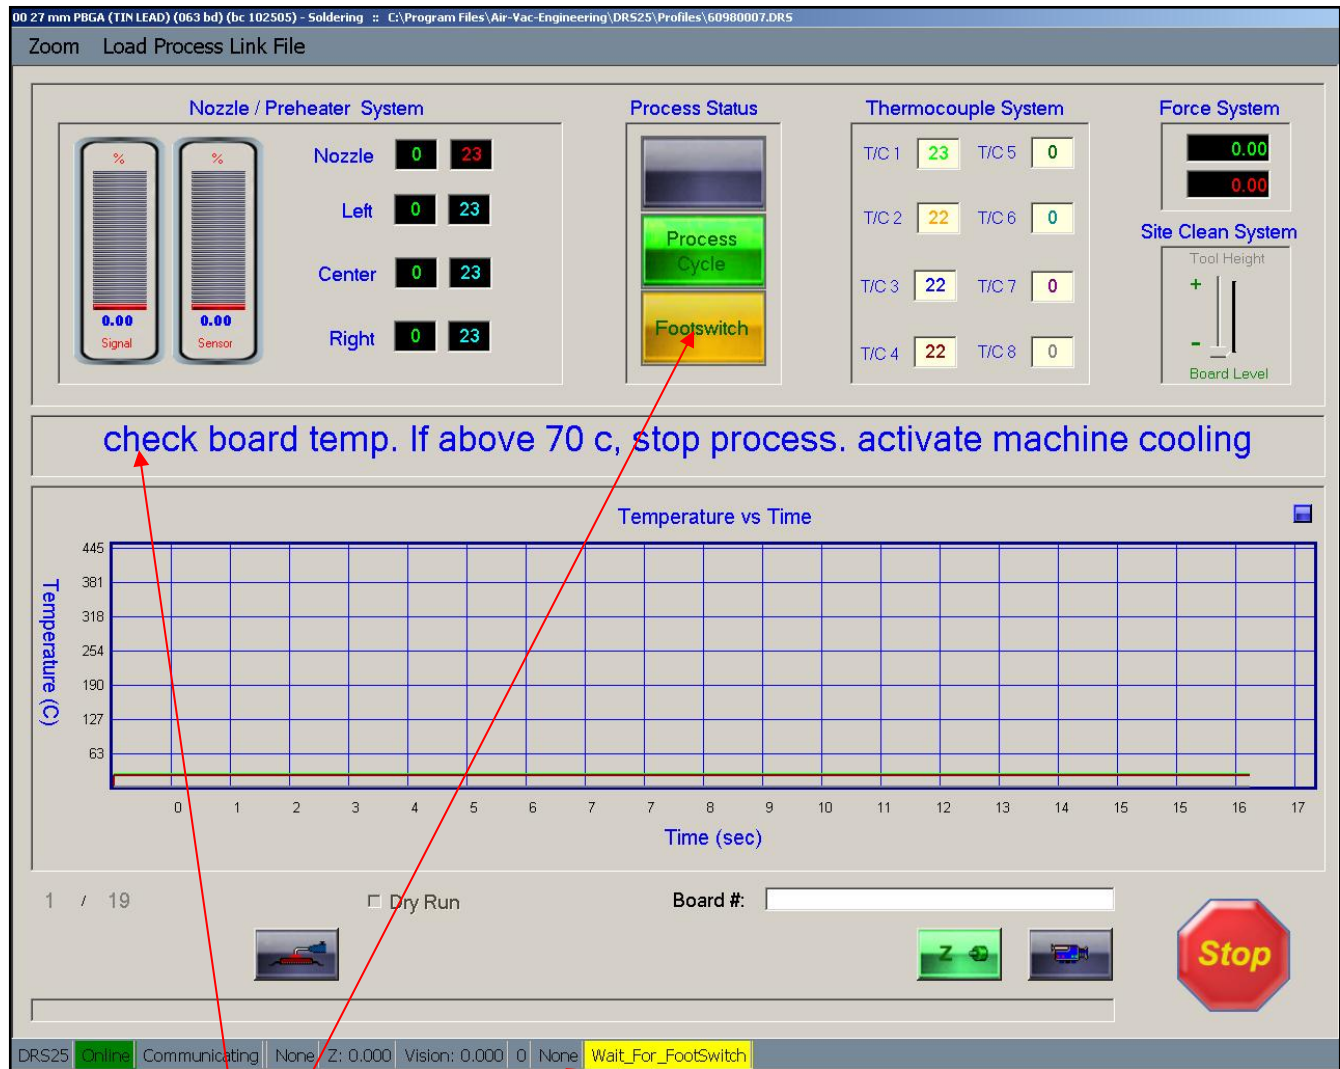 00 27 mm PBGA (TIN LEAD) (063 bd) (bc 102505) - Soldering :: C:\Program Files\Air-Vac-Engineering\DRS25\Profiles\60980007.DRS
Zoom Load Process Link File
Nozzle / Preheater System
Process Status
Thermocouple System
Force System
% %
Nozzle 0 23
Left 0 23
Center 0 23
Right 0 23
0.00 0.00
Signal Sensor
Process
Cycle
Footswitch
T/C 1 23 T/C 5 0
T/C 2 22 T/C 6 0
T/C 3 22 T/C 7 0
T/C 4 22 T/C 8 0
0.00
0.00
Site Clean System
Tool Height
+
-
Board Level
check board temp. If above 70 c, stop process. activate machine cooling
Temperature vs Time
Temperature (C)
445
381
318
254
190
127
63
0 1 2 3 4 5 6 7 7 8 9 10 11 12 13 14 15 15 16 17
Time (sec)
1 / 19
Dry Run
Board #:
Z
Stop
DRS25 Online Communicating None Z: 0.000 Vision: 0.000 0 None Wait_For_FootSwitch